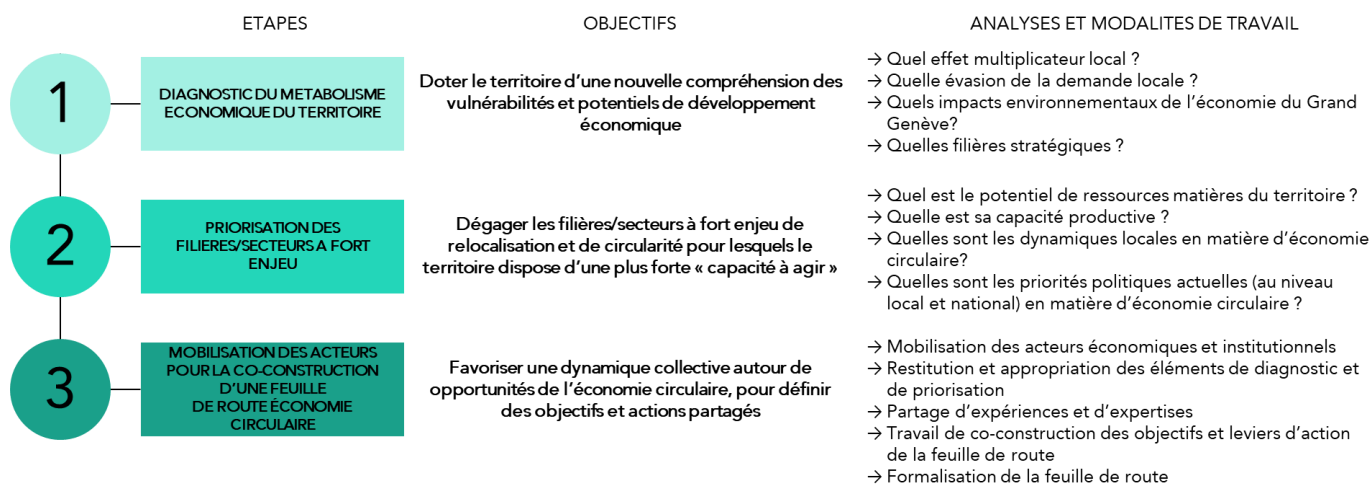 ETAPES
OBJECTIFS
ANALYSES ET MODALITES DE TRAVAIL
1
DIAGNOSTIC DU METABOLISME
ECONOMIQUE DU TERRITOIRE
Doter le territoire d'une nouvelle compréhension des
vulnérabilités et potentiels de développement
économique
→ Quel effet multiplicateur local ?
→ Quelle évasion de la demande locale ?
→ Quels impacts environnementaux de l'économie du Grand
Genève?
→ Quelles filières stratégiques ?
2
PRIORISATION DES
FILIERES/SECTEURS A FORT
ENJEU
Dégager les filières/secteurs à fort enjeu de
relocalisation et de circularité pour lesquels le
territoire dispose d'une plus forte « capacité à agir »
→ Quel est le potentiel de ressources matières du territoire ?
→ Quelle est sa capacité productive ?
→ Quelles sont les dynamiques locales en matière d'économie
circulaire?
→ Quelles sont les priorités politiques actuelles (au niveau
local et national) en matière d'économie circulaire ?
3
MOBILISATION DES ACTEURS
POUR LA CO-CONSTRUCTION
D'UNE FEUILLE
DE ROUTE ÉCONOMIE
CIRCULAIRE
Favoriser une dynamique collective autour de
opportunités de l'économie circulaire, pour définir
des objectifs et actions partagés
→ Mobilisation des acteurs économiques et institutionnels
→ Restitution et appropriation des éléments de diagnostic et
de priorisation
→ Partage d'expériences et d'expertises
→ Travail de co-construction des objectifs et leviers d'action
de la feuille de route
→ Formalisation de la feuille de route